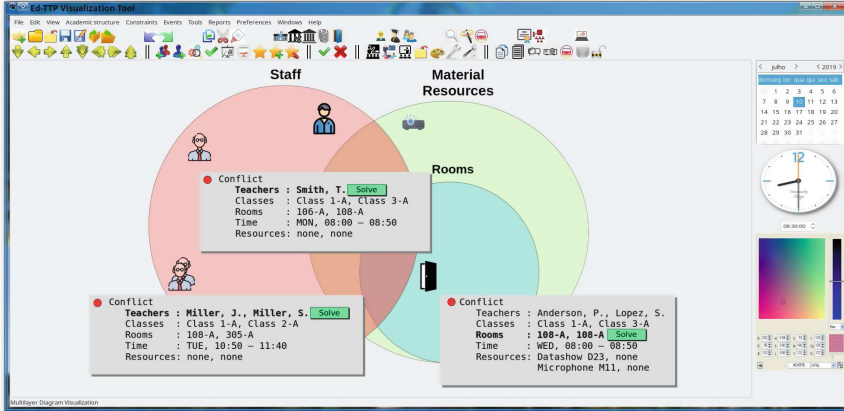 Ed-TTP Visualization Tool
File Edit View Academic structure Constraints Events Tools Reports Preferences Windows Help
Staff
Material
Resources
Rooms
Conflict
Teachers : Smith, T. Solve
Classes : Class 1-A, Class 3-A
Rooms : 106-A, 108-A
Time : MON, 08:00 – 08:50
Resources: none, none
Conflict
Teachers : Miller, J., Miller, S. Solve
Classes : Class 1-A, Class 2-A
Rooms : 108-A, 305-A
Time : TUE, 10:50 – 11:40
Resources: none, none
Conflict
Teachers : Anderson, P., Lopez, S.
Classes : Class 1-A, Class 3-A
Rooms : 108-A, 108-A Solve
Time : WED, 08:00 – 08:50
Resources: Datashow D23, none
Microphone M11, none
< julho > < 2019 >
seg ter qua qui sex sáb
1 2 3 4 5 6
7 8 9 10 11 12 13
14 15 16 17 18 19 20
21 22 23 24 25 26 27
28 29 30 31
12
08:30:00
HTML
Multilayer Diagram Visualization